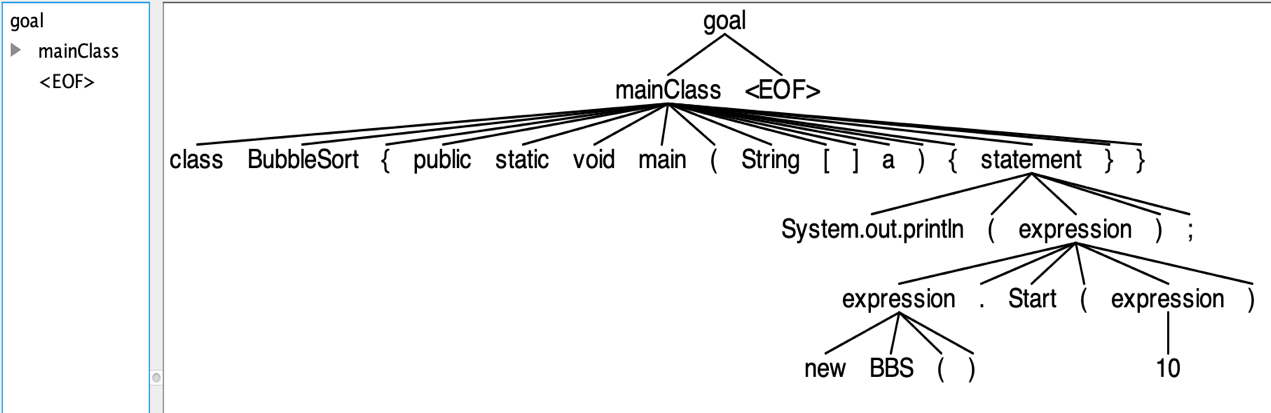 goal
mainClass
<EOF>
goal
mainClass <EOF>
class BubbleSort { public static void main ( String [ ] a ) { statement } }
System.out.println ( expression ) ;
expression . Start ( expression )
new BBS ( ) 10